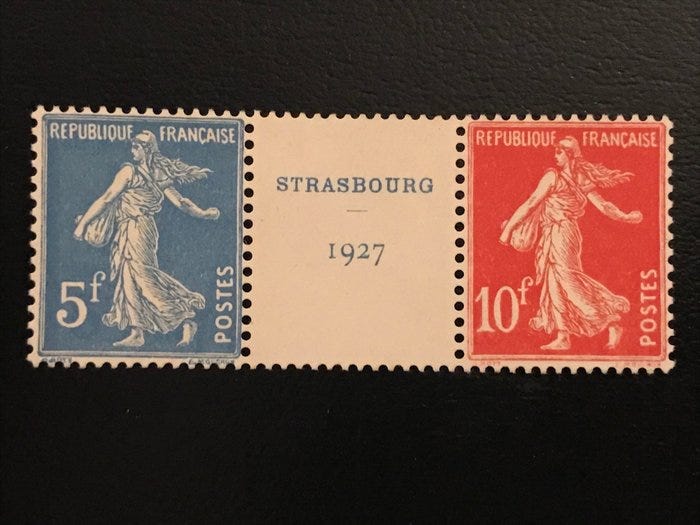 REPUBLIQUE FRANÇAISE
5f
POSTES
STRASBOURG
1927
REPUBLIQUE FRANÇAISE
10f
POSTES